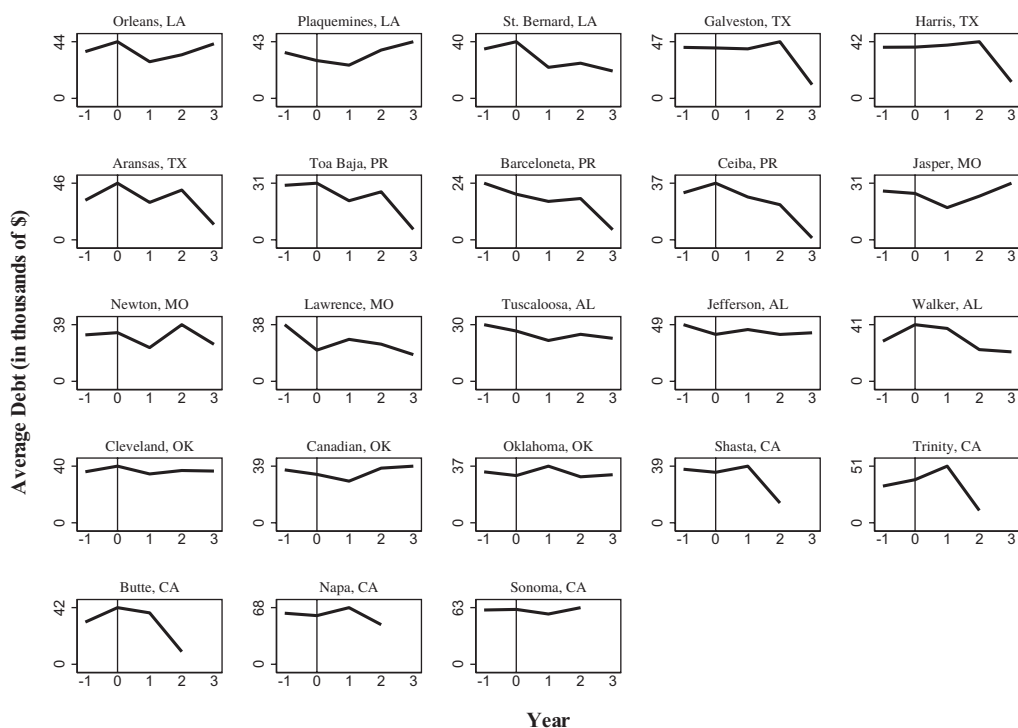 Orleans, LA
44
0
-1 0 1 2 3
Plaquemines, LA
43
0
-1 0 1 2 3
St. Bernard, LA
40
0
-1 0 1 2 3
Galveston, TX
47
0
-1 0 1 2 3
Harris, TX
42
0
-1 0 1 2 3
Aransas, TX
46
0
-1 0 1 2 3
Toa Baja, PR
31
0
-1 0 1 2 3
Barceloneta, PR
24
0
-1 0 1 2 3
Ceiba, PR
37
0
-1 0 1 2 3
Jasper, MO
31
0
-1 0 1 2 3
Newton, MO
39
0
-1 0 1 2 3
Lawrence, MO
38
0
-1 0 1 2 3
Tuscaloosa, AL
30
0
-1 0 1 2 3
Jefferson, AL
49
0
-1 0 1 2 3
Walker, AL
41
0
-1 0 1 2 3
Cleveland, OK
40
0
-1 0 1 2 3
Canadian, OK
39
0
-1 0 1 2 3
Oklahoma, OK
37
0
-1 0 1 2 3
Shasta, CA
39
0
-1 0 1 2 3
Trinity, CA
51
0
-1 0 1 2 3
Butte, CA
42
0
-1 0 1 2 3
Napa, CA
68
0
-1 0 1 2 3
Sonoma, CA
63
0
-1 0 1 2 3
Average Debt (in thousands of $)
Year